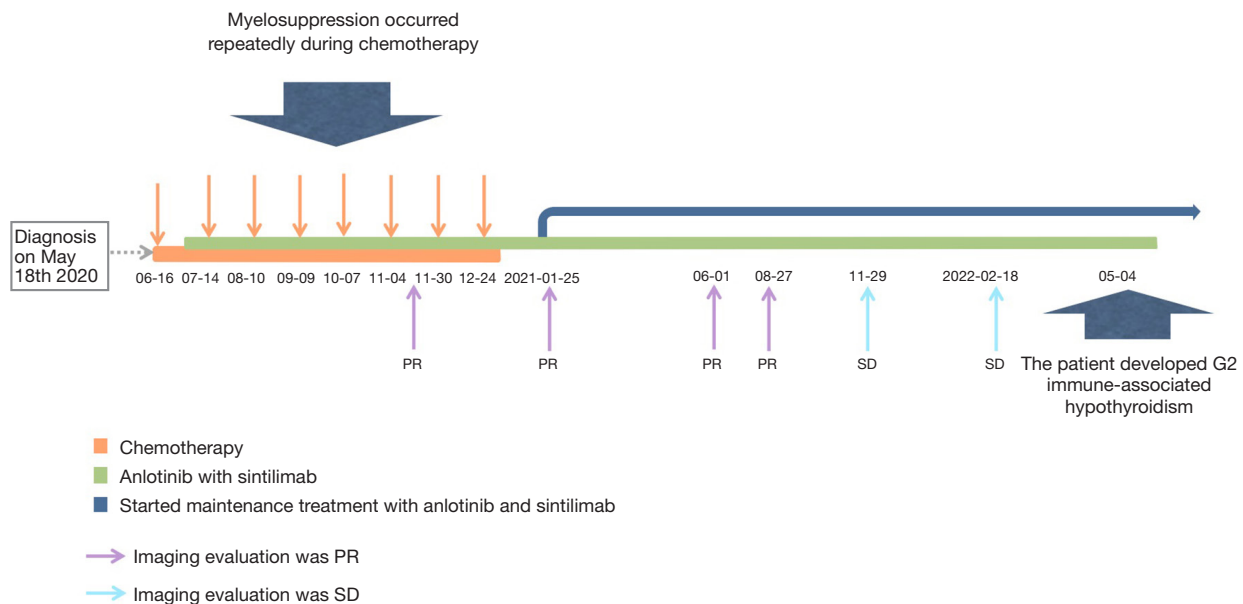 Myelosuppression occurred
repeatedly during chemotherapy
Diagnosis
on May
18th 2020
06-16 07-14 08-10 09-09 10-07 11-04 11-30 12-24 2021-01-25 06-01 08-27 11-29 2022-02-18 05-04
PR PR PR PR SD SD
The patient developed G2
immune-associated
hypothyroidism
Chemotherapy
Anlotinib with sintilimab
Started maintenance treatment with anlotinib and sintilimab
Imaging evaluation was PR
Imaging evaluation was SD